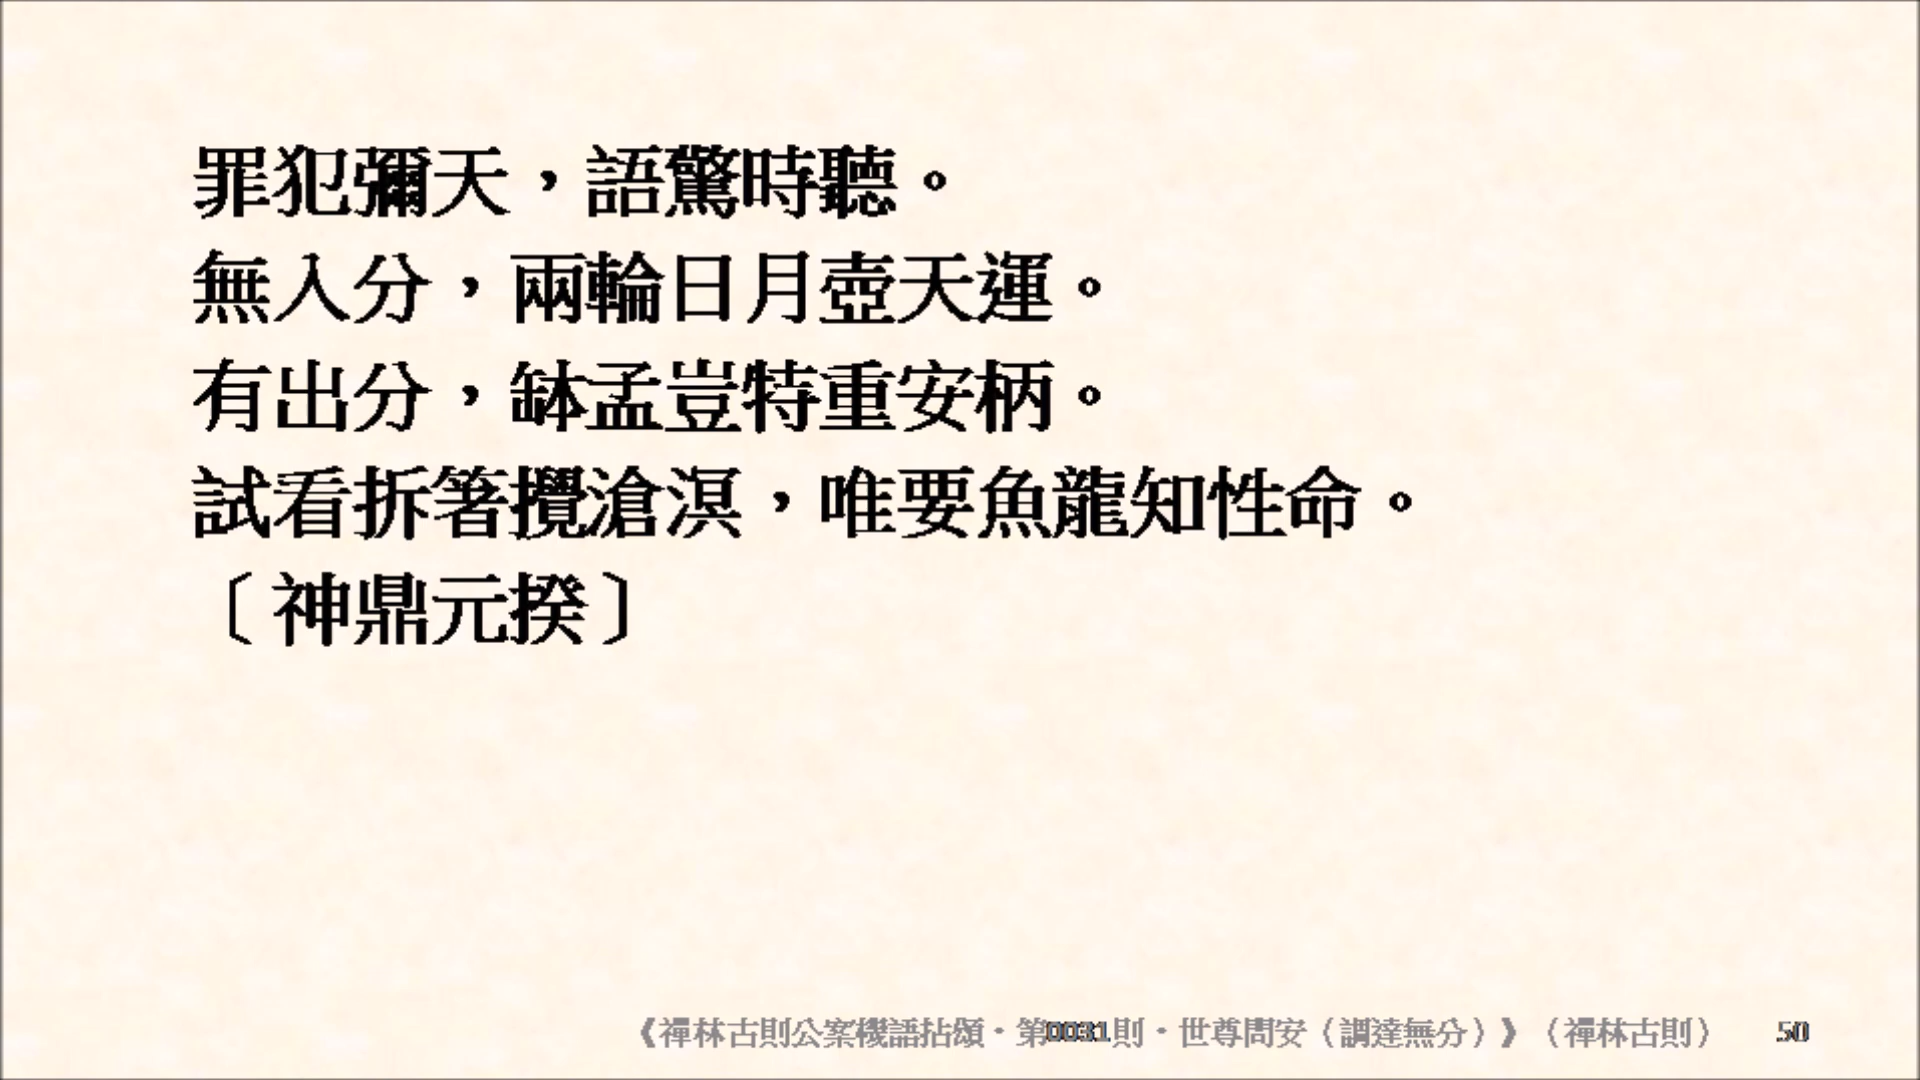 罪犯彌天，語驚時聽。
無入分，兩輪日月壺天運。
有出分，缽盂豈特重安柄。
試看拆箸攪滄溟，唯要魚龍知性命。
〔神鼎元揆〕
《禪林古則公案機語拈頌・第0031則・世尊問安（調達無分）》（禪林古則） 50